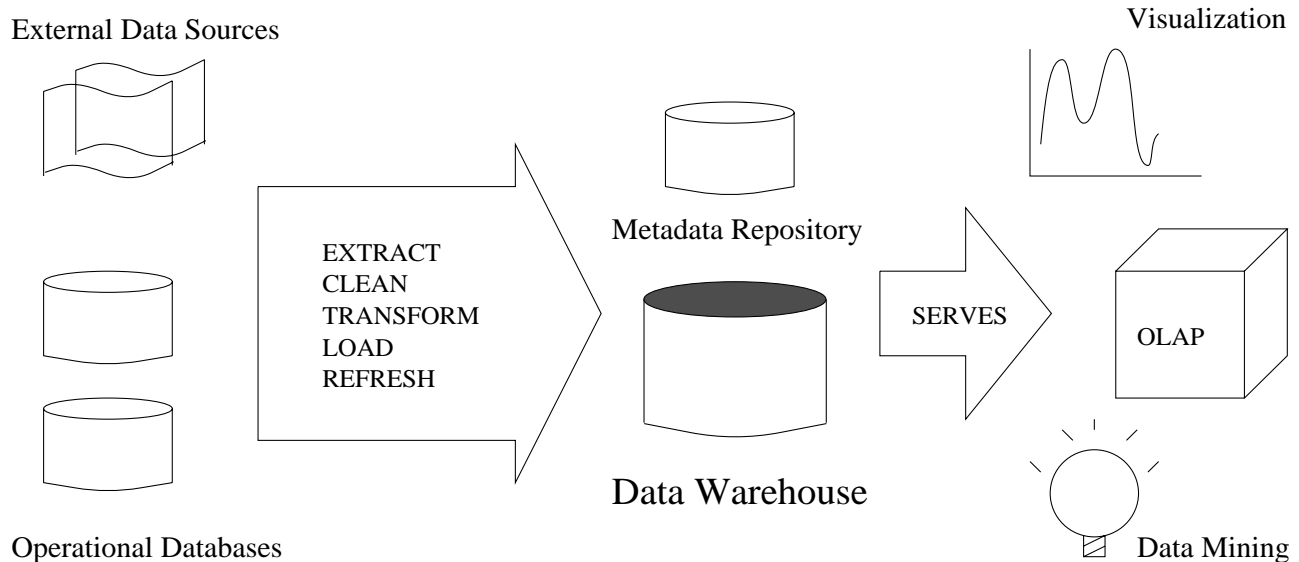 External Data Sources
Visualization
Metadata Repository
EXTRACT
CLEAN
TRANSFORM
LOAD
REFRESH
SERVES
OLAP
Data Warehouse
Operational Databases
Data Mining